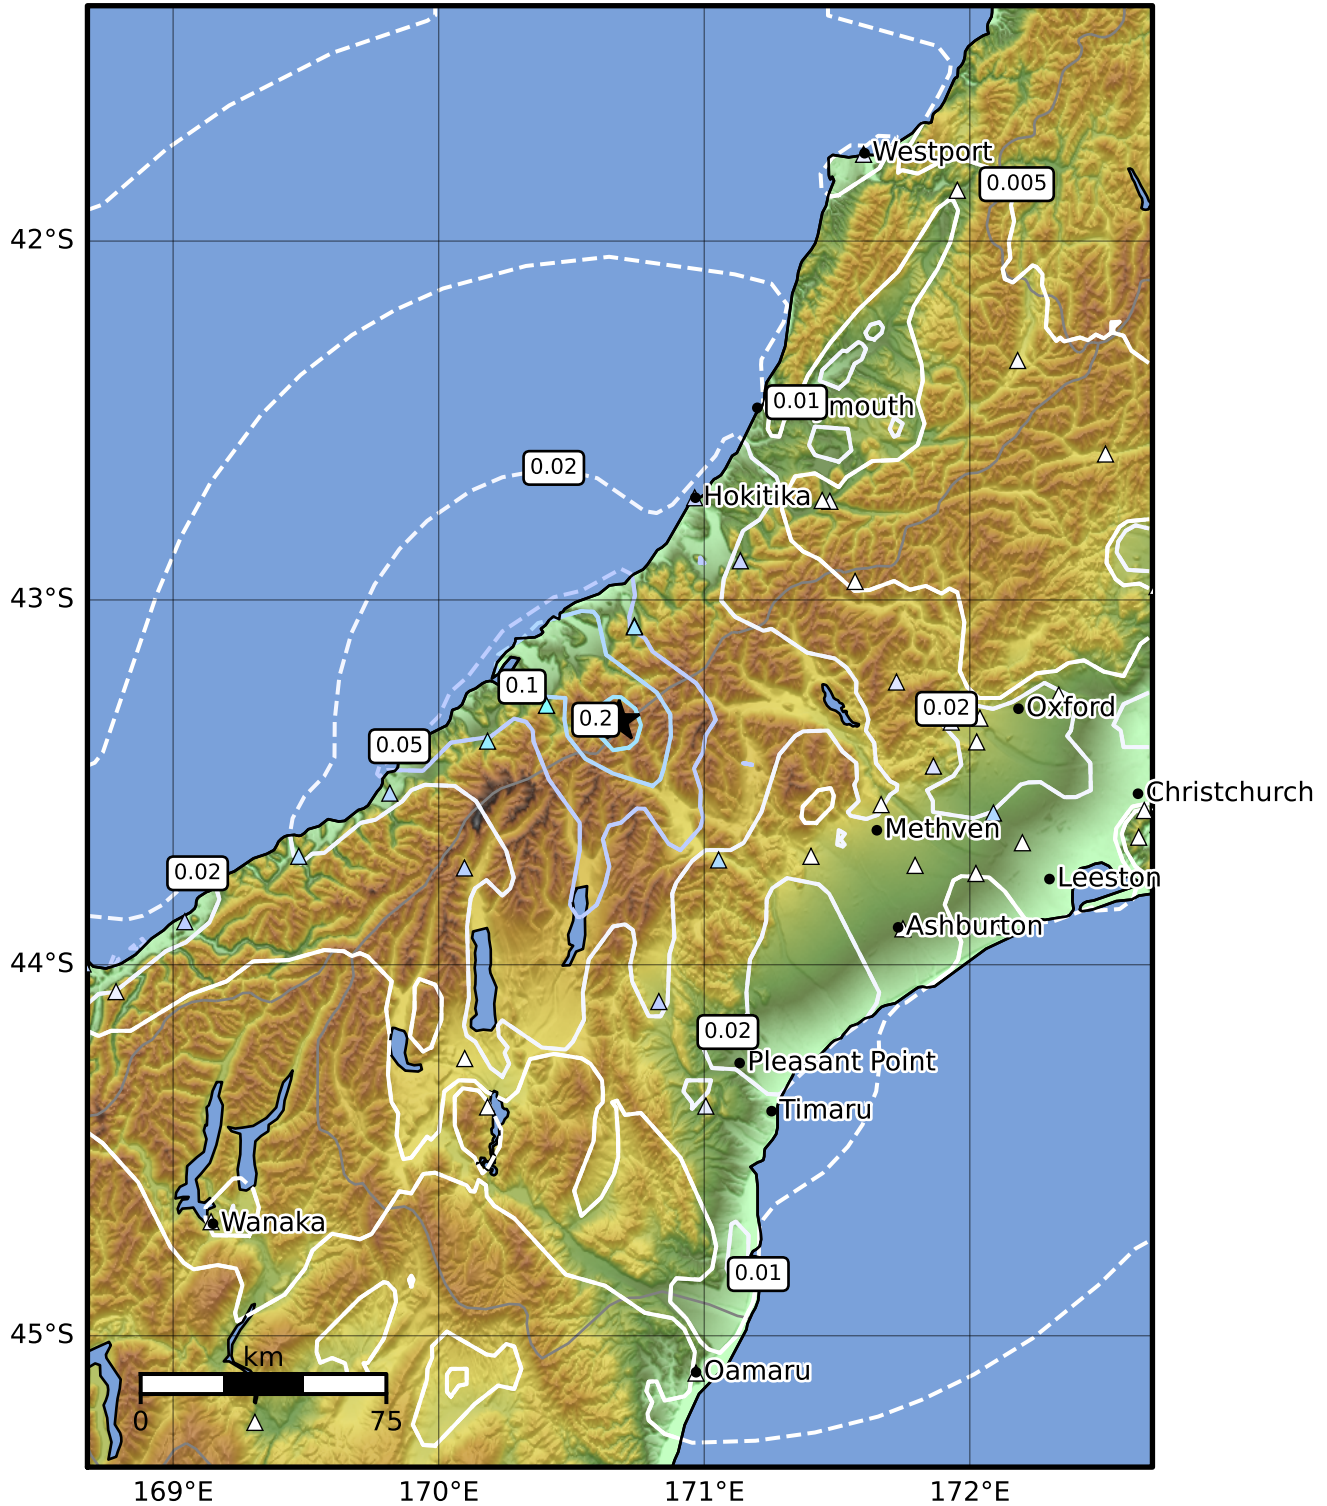 Westport
0.005
42°S
0.01
mouth
0.02
Hokitika
43°S
0.1
0.2
0.02
Oxford
0.05
Christchurch
Methven
0.02
Leeston
Ashburton
44°S
0.02
Pleasant Point
Timaru
Wanaka
0.01
45°S
km
Oamaru
0
75
169°E
170°E
171°E
172°E